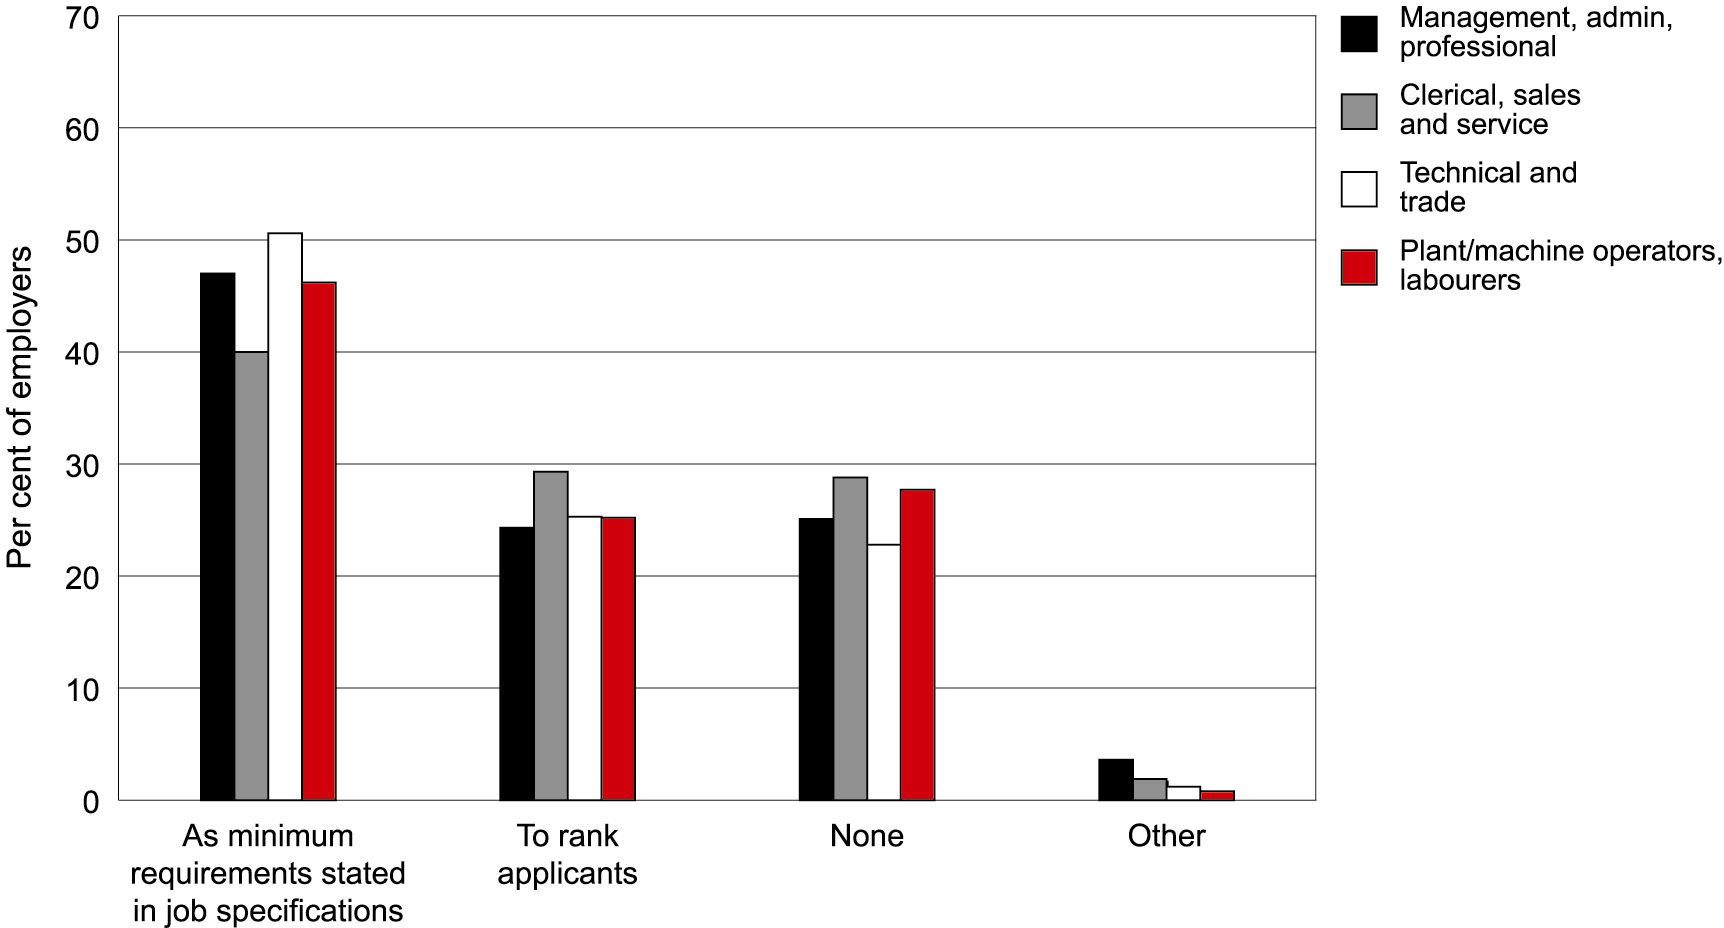 70
60
50
40
30
20
10
0
Per cent of employers
As minimum
requirements stated
in job specifications
To rank
applicants
None
Other
Management, admin,
professional
Clerical, sales
and service
Technical and
trade
Plant/machine operators,
labourers